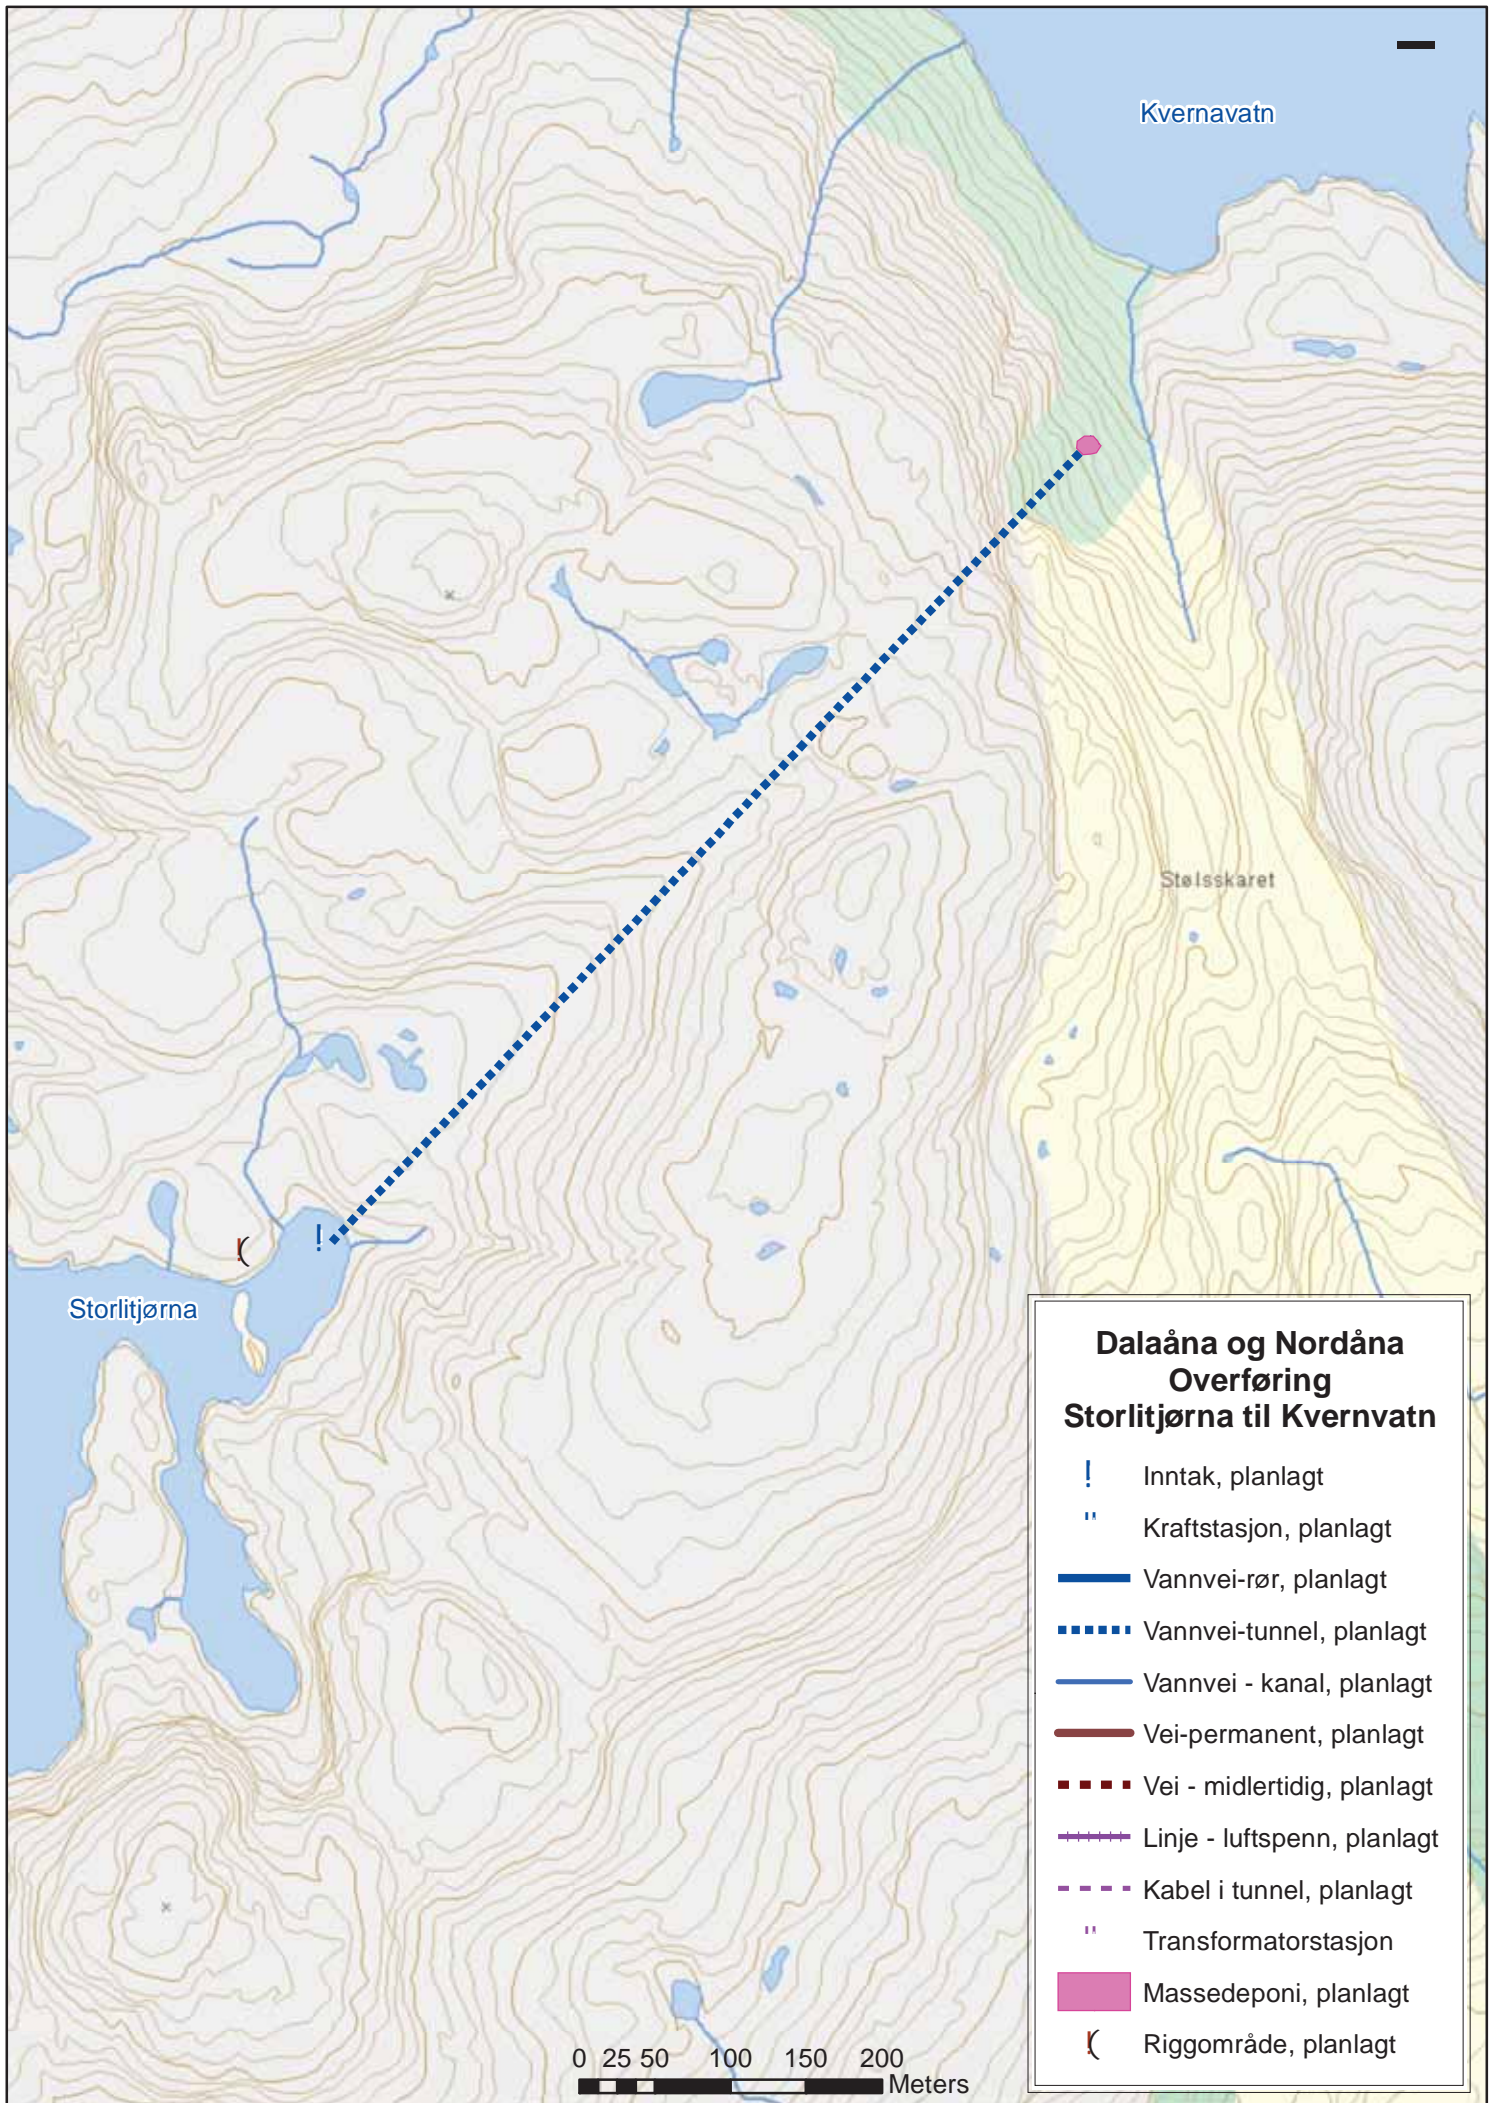 Kvernavatn
Stølsskaret
Storlitjørna
Dalaåna og Nordåna
Overføring
Storlitjørna til Kvernvatn
! Inntak, planlagt
" Kraftstasjon, planlagt
Vannvei-rør, planlagt
Vannvei-tunnel, planlagt
Vannvei - kanal, planlagt
Vei-permanent, planlagt
Vei - midlertidig, planlagt
Linje - luftspenn, planlagt
Kabel i tunnel, planlagt
" Transformatorstasjon
Massedeponi, planlagt
!( Riggområde, planlagt
0 25 50 100 150 200
Meters